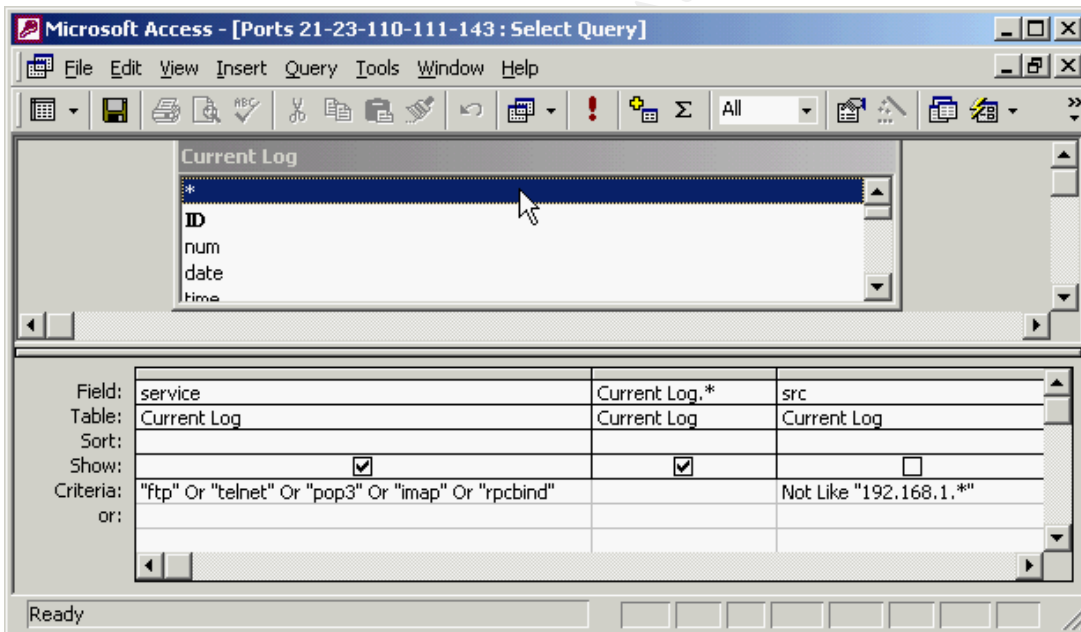 Microsoft Access - [Ports 21-23-110-111-143 : Select Query]
File Edit View Insert Query Tools Window Help
ABC All
Current Log
*
ID
num
date
time
Field: service Current Log.* src
Table: Current Log Current Log Current Log
Sort:
Show:
Criteria: "ftp" Or "telnet" Or "pop3" Or "imap" Or "rpcbind" Not Like "192.168.1.*"
or:
Ready